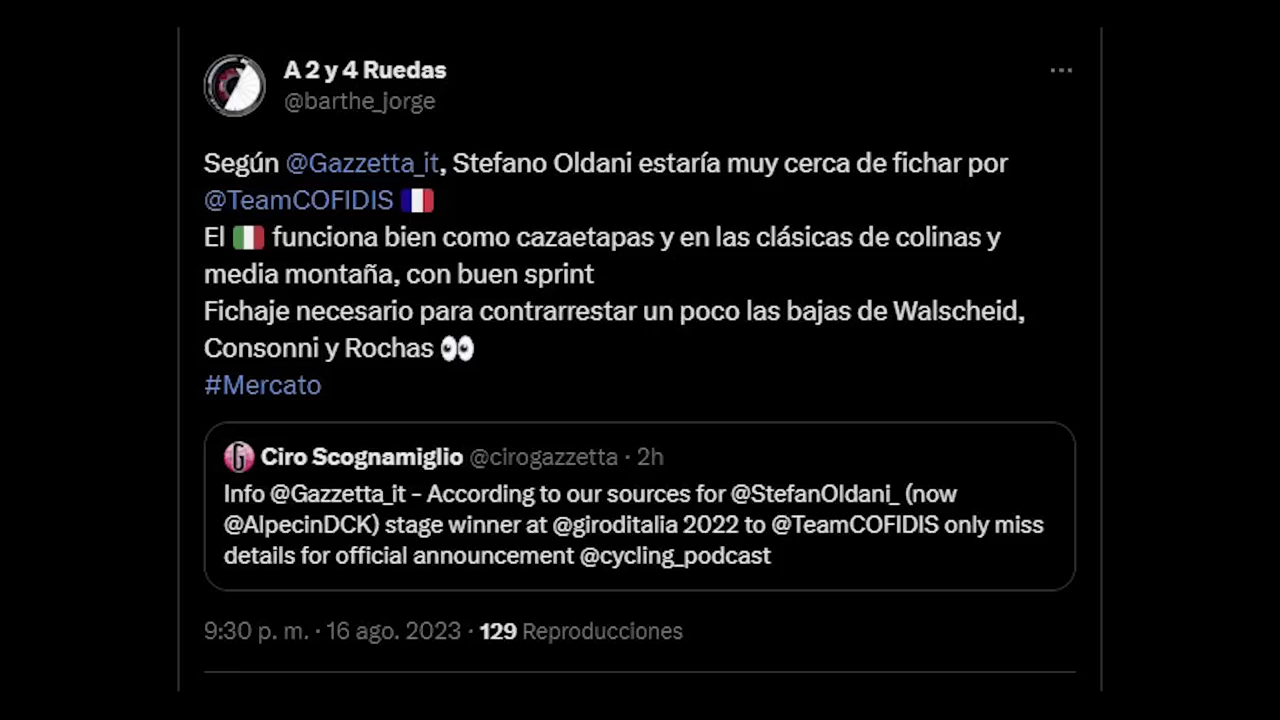 A 2 y 4 Ruedas
@barthe_jorge
Según @Gazzetta_it, Stefano Oldani estaría muy cerca de fichar por
@TeamCOFIDIS 🇫🇷
El 🇮🇹 funciona bien como cazaetapas y en las clásicas de colinas y
media montaña, con buen sprint
Fichaje necesario para contrarrestar un poco las bajas de Walscheid,
Consonni y Rochas 👀
#Mercato
Ciro Scognamiglio @cirogazzetta · 2h
Info @Gazzetta_it – According to our sources for @StefanOldani_ (now
@AlpecinDCK) stage winner at @giroditalia 2022 to @TeamCOFIDIS only miss
details for official announcement @cycling_podcast
9:30 p. m. · 16 ago. 2023 · 129 Reproducciones